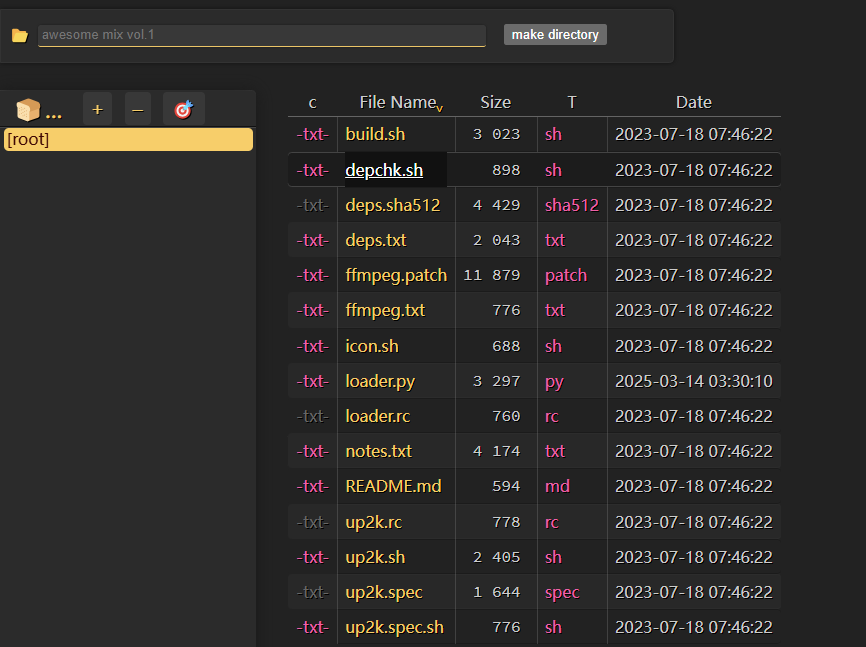 awesome mix vol.1 make directory
... + –
[root]
c File Name Size T Date
-txt- build.sh 3 023 sh 2023-07-18 07:46:22
-txt- depchk.sh 898 sh 2023-07-18 07:46:22
-txt- deps.sha512 4 429 sha512 2023-07-18 07:46:22
-txt- deps.txt 2 043 txt 2023-07-18 07:46:22
-txt- ffmpeg.patch 11 879 patch 2023-07-18 07:46:22
-txt- ffmpeg.txt 776 txt 2023-07-18 07:46:22
-txt- icon.sh 688 sh 2023-07-18 07:46:22
-txt- loader.py 3 297 py 2025-03-14 03:30:10
-txt- loader.rc 760 rc 2023-07-18 07:46:22
-txt- notes.txt 4 174 txt 2023-07-18 07:46:22
-txt- README.md 594 md 2023-07-18 07:46:22
-txt- up2k.rc 778 rc 2023-07-18 07:46:22
-txt- up2k.sh 2 405 sh 2023-07-18 07:46:22
-txt- up2k.spec 1 644 spec 2023-07-18 07:46:22
-txt- up2k.spec.sh 776 sh 2023-07-18 07:46:22